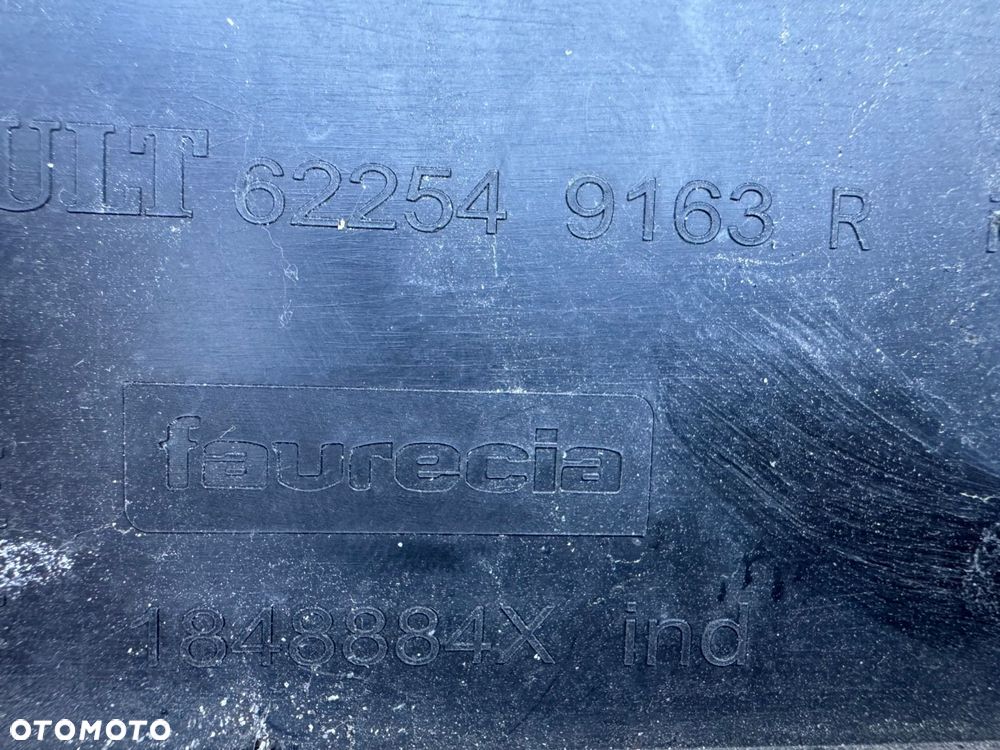 ULT 62254 9163 R
faurecia
1848884X ind
OTOMOTO